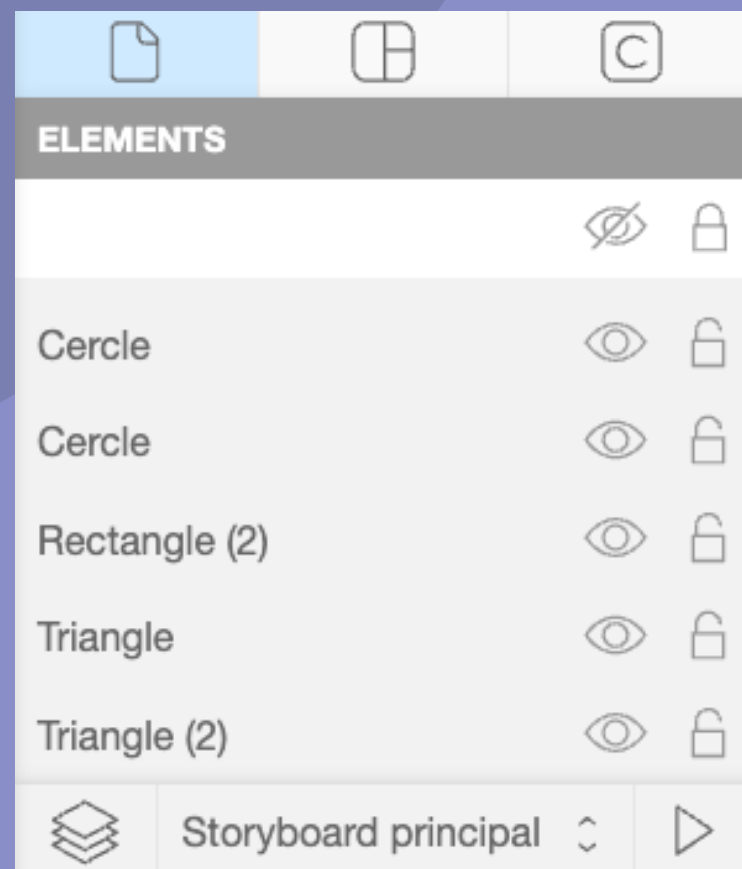 C
ELEMENTS
Cercle
Cercle
Rectangle (2)
Triangle
Triangle (2)
Storyboard principal